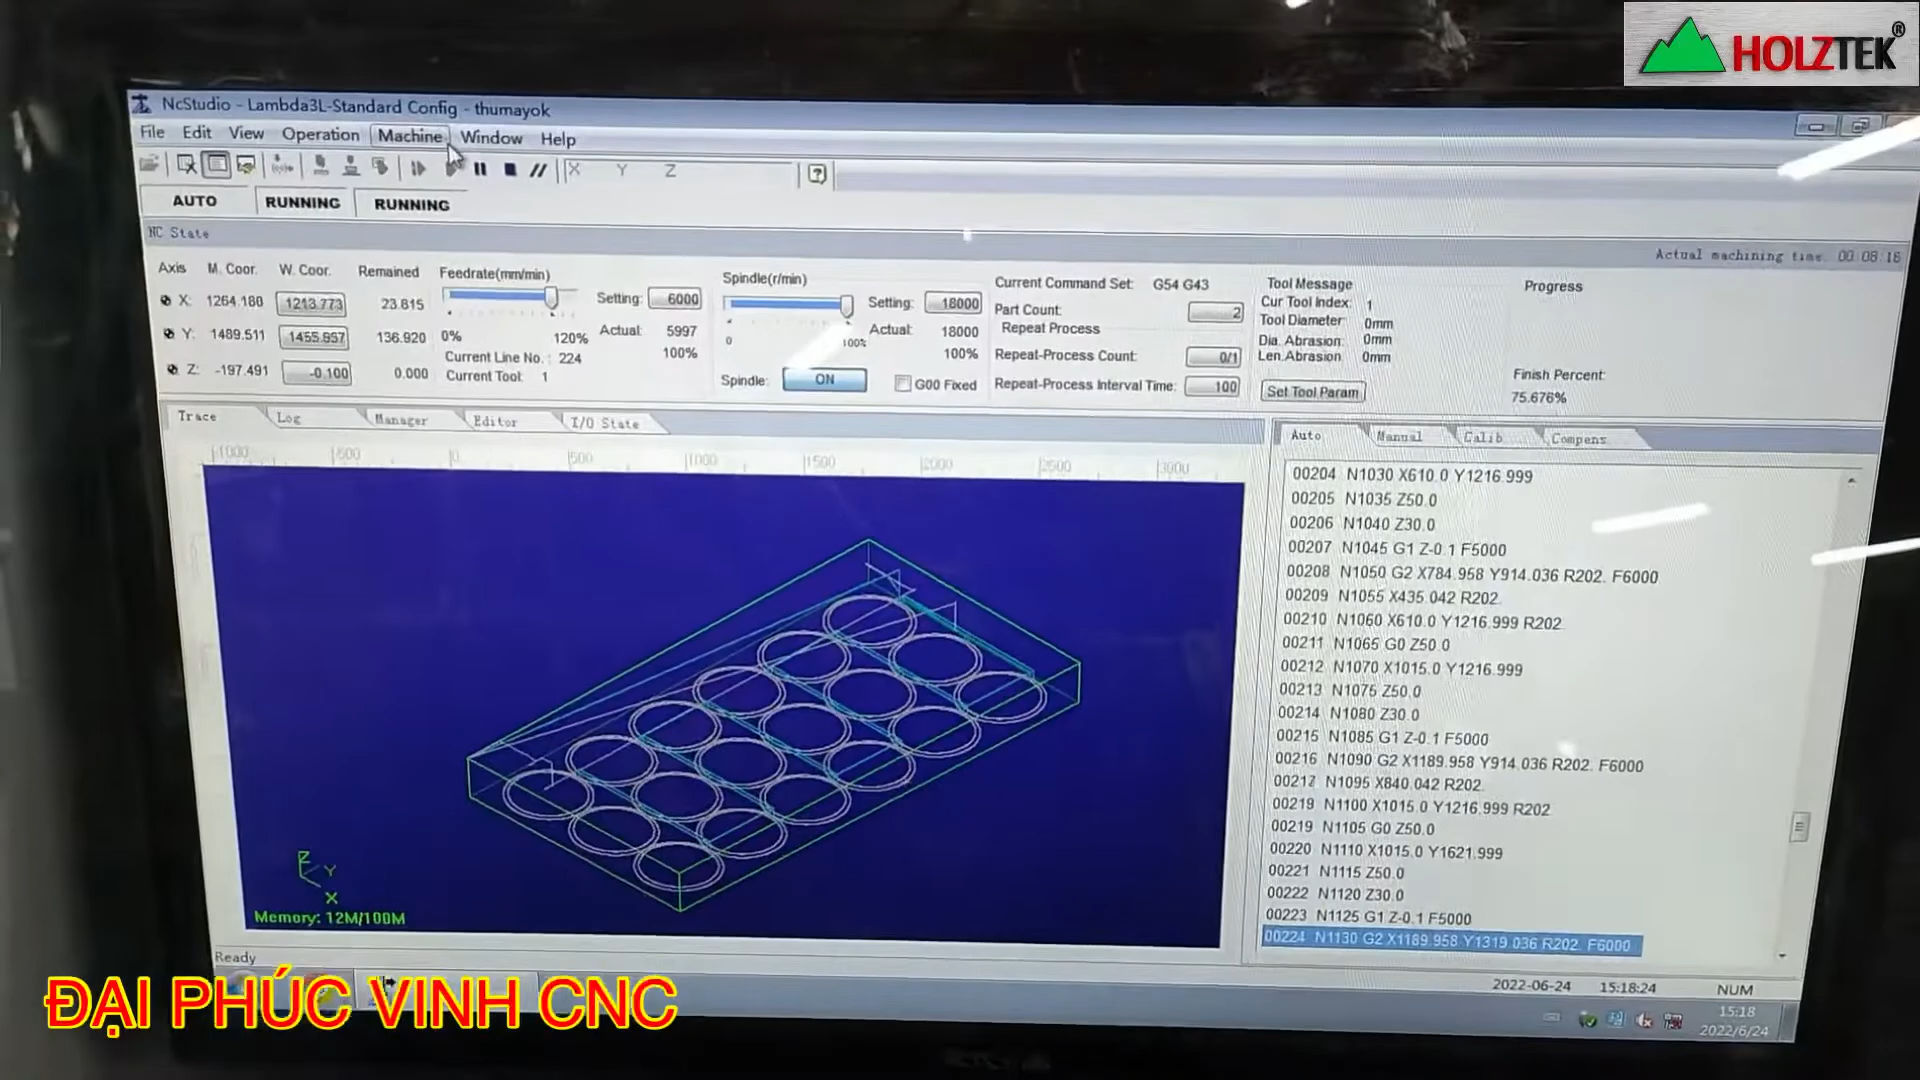 HOLZTEK®
NcStudio - Lambda3L-Standard Config - thumayok
File Edit View Operation Machine Window Help
X Y Z
AUTO RUNNING RUNNING
NC State
Actual machining time: 00:08:16
Axis M. Coor. W. Coor. Remained
X: 1264.180 1213.773 23.815
Y: 1489.511 1455.957 136.920
Z: -197.491 -0.100 0.000
Feedrate(mm/min)
Setting: 6000
0% 120%
Actual: 5997
100%
Current Line No.: 224
Current Tool: 1
Spindle(r/min)
Setting: 18000
0 100%
Actual: 18000
100%
Spindle: ON
G00 Fixed
Current Command Set: G54 G43
Part Count: 2
Repeat Process
Repeat-Process Count: 0/1
Repeat-Process Interval Time: 100
Tool Message
Cur Tool Index: 1
Tool Diameter: 0mm
Dia. Abrasion: 0mm
Len.Abrasion: 0mm
Set Tool Param
Progress
Finish Percent:
75.676%
Trace Log Manager Editor I/O State
-1000 -500 0 500 1000 1500 2000 2500 3000
Z Y X
Memory: 12M/100M
Auto Manual Calib Compens
00204 N1030 X610.0 Y1216.999
00205 N1035 Z50.0
00206 N1040 Z30.0
00207 N1045 G1 Z-0.1 F5000
00208 N1050 G2 X784.958 Y914.036 R202. F6000
00209 N1055 X435.042 R202.
00210 N1060 X610.0 Y1216.999 R202.
00211 N1065 G0 Z50.0
00212 N1070 X1015.0 Y1216.999
00213 N1075 Z50.0
00214 N1080 Z30.0
00215 N1085 G1 Z-0.1 F5000
00216 N1090 G2 X1189.958 Y914.036 R202. F6000
00217 N1095 X840.042 R202.
00219 N1100 X1015.0 Y1216.999 R202.
00219 N1105 G0 Z50.0
00220 N1110 X1015.0 Y1621.999
00221 N1115 Z50.0
00222 N1120 Z30.0
00223 N1125 G1 Z-0.1 F5000
00224 N1130 G2 X1189.958 Y1319.036 R202. F6000
Ready
2022-06-24 15:18:24 NUM
15:18
2022/6/24
ĐẠI PHÚC VINH CNC